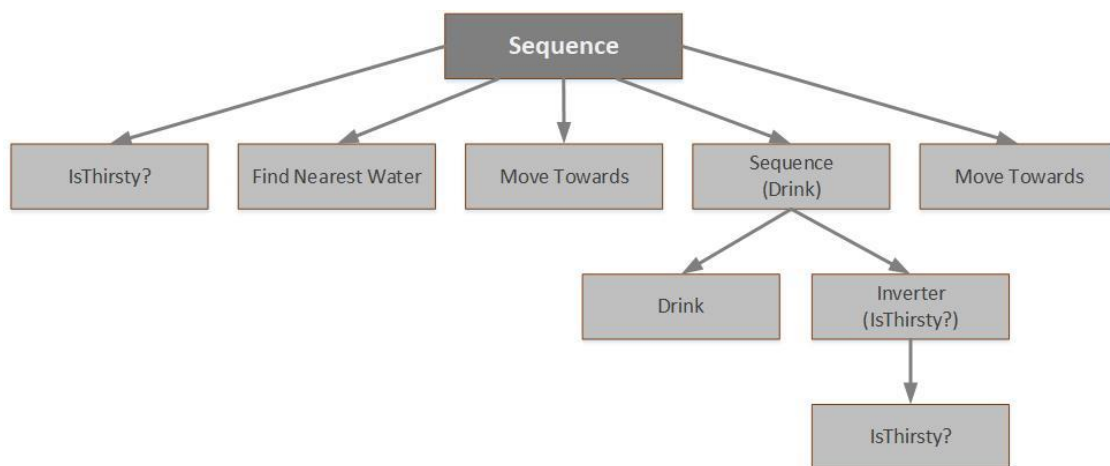 Sequence
IsThirsty?
Find Nearest Water
Move Towards
Sequence
(Drink)
Move Towards
Drink
Inverter
(IsThirsty?)
IsThirsty?